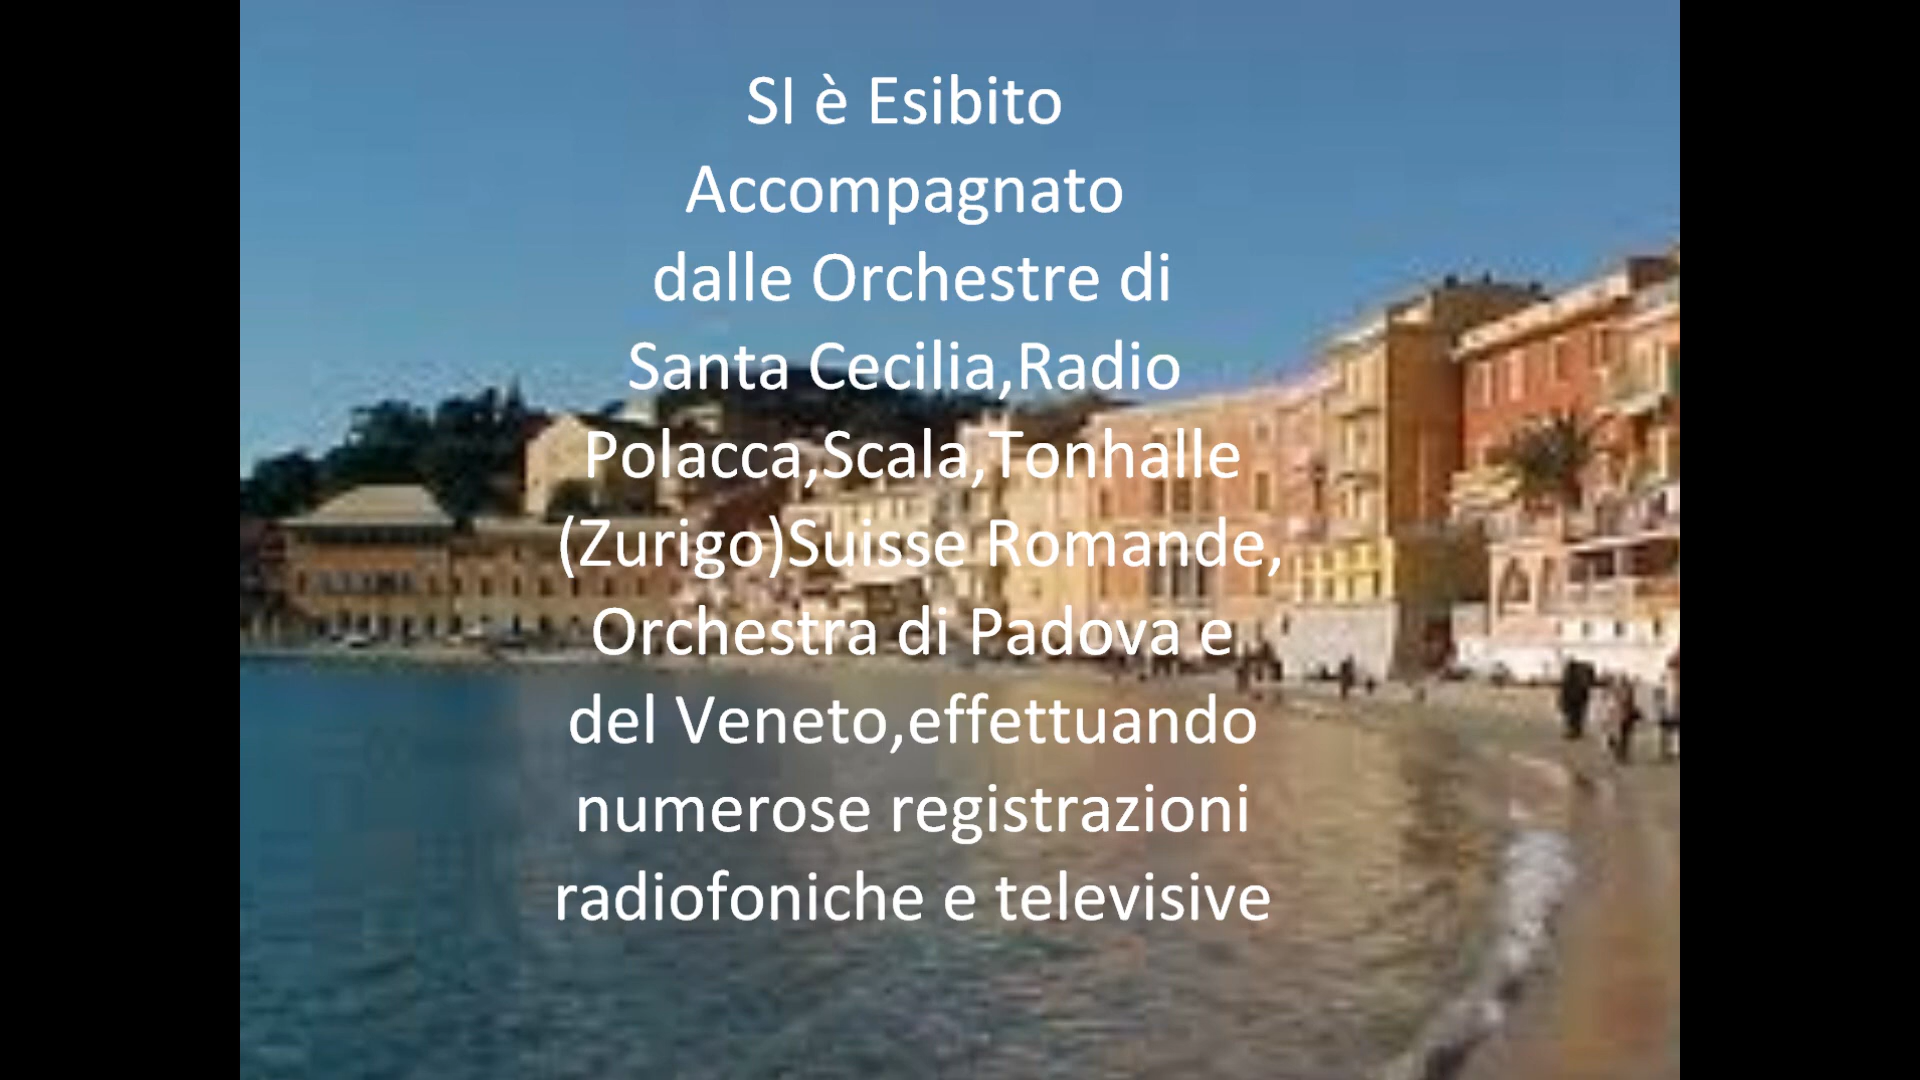 SI è Esibito
Accompagnato
dalle Orchestre di
Santa Cecilia,Radio
Polacca,Scala,Tonhalle
(Zurigo)Suisse Romande,
Orchestra di Padova e
del Veneto,effettuando
numerose registrazioni
radiofoniche e televisive